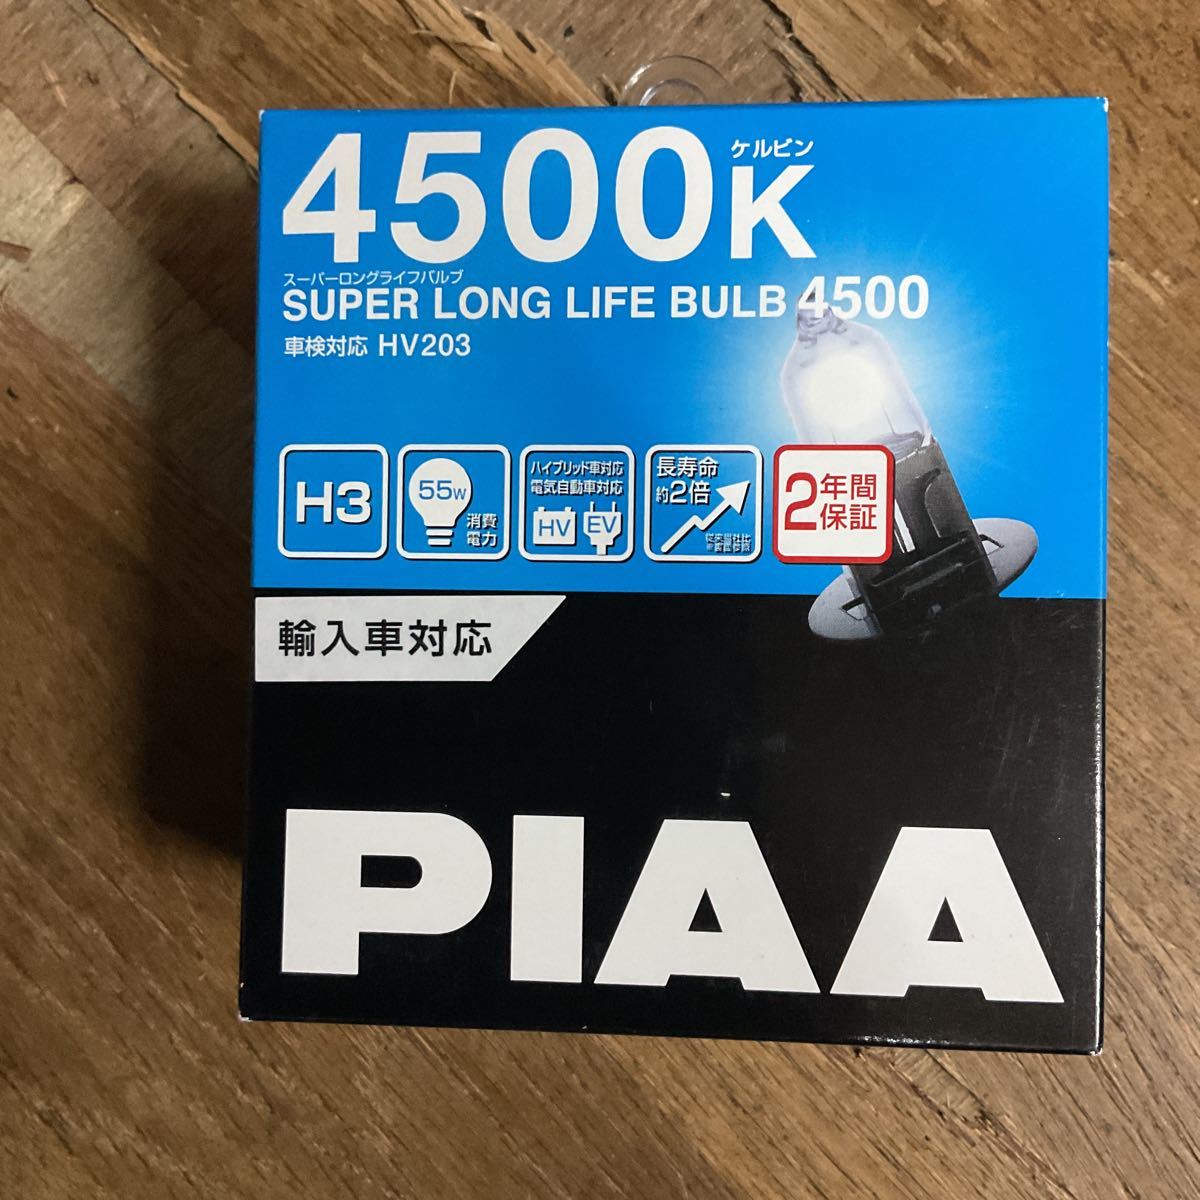 4500K
ケルビン
スーパーロングライフバルブ
SUPER LONG LIFE BULB 4500
車検対応 HV203
H3
55W
消費
電力
ハイブリッド車対応
電気自動車対応
HV
EV
長寿命
約2倍
2年間
保証
輸入車対応
PIAA